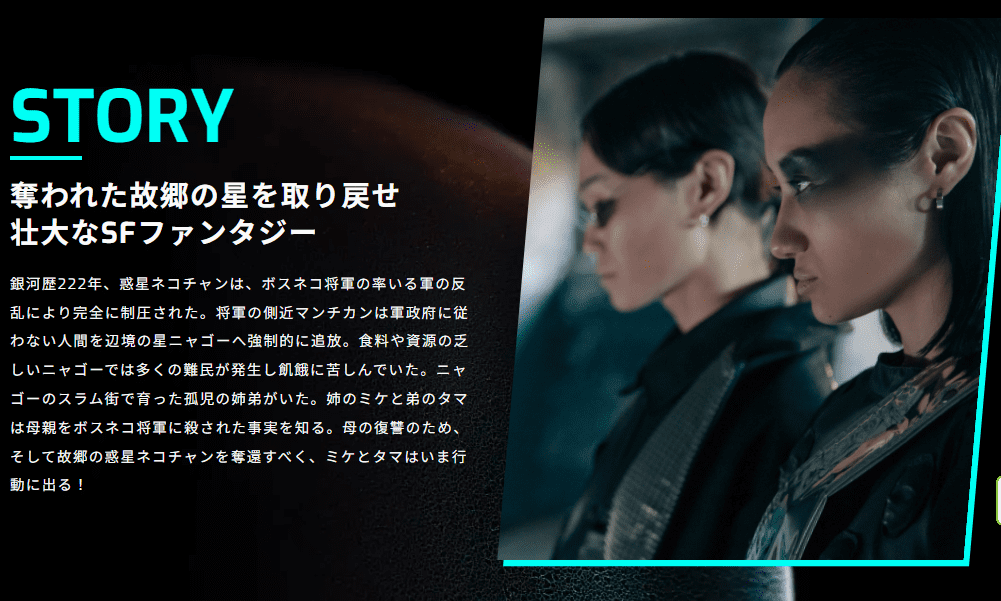 STORY
奪われた故郷の星を取り戻せ
壮大なSFファンタジー
銀河歴222年、惑星ネコチャンは、ボスネコ将軍の率いる軍の反
乱により完全に制圧された。将軍の側近マンチカンは軍政府に従
わない人間を辺境の星ニャゴーへ強制的に追放。食料や資源の乏
しいニャゴーでは多くの難民が発生し飢餓に苦しんでいた。ニャ
ゴーのスラム街で育った孤児の姉弟がいた。姉のミケと弟のタマ
は母親をボスネコ将軍に殺された事実を知る。母の復讐のため、
そして故郷の惑星ネコチャンを奪還すべく、ミケとタマはいま行
動に出る！